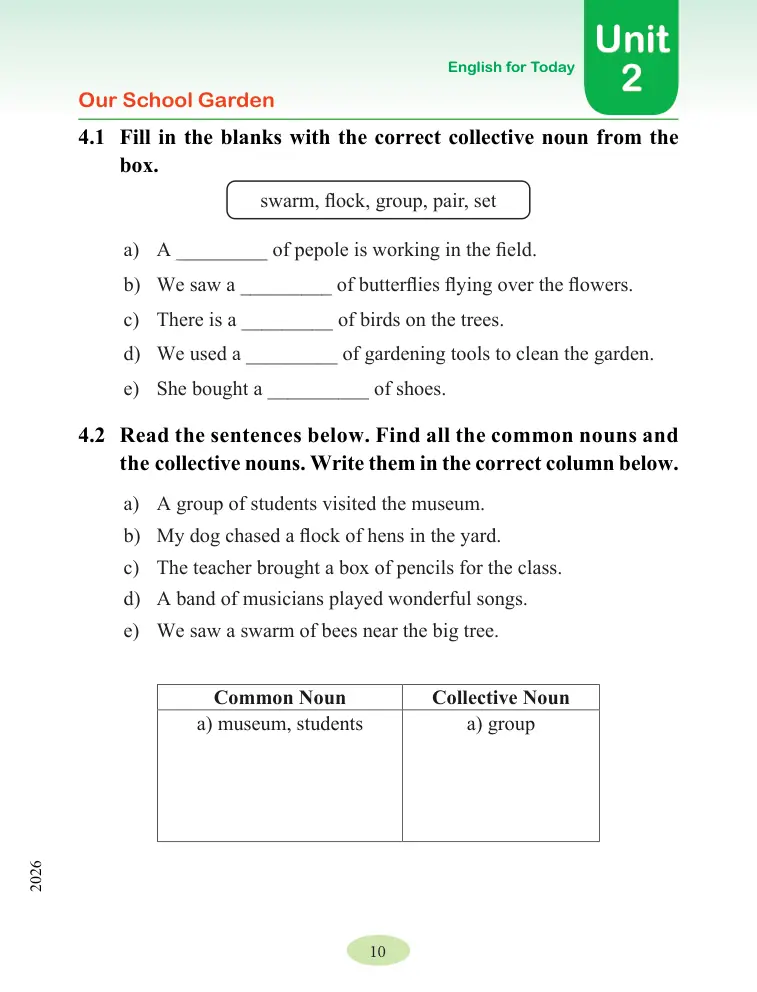 English for Today
Unit
2
Our School Garden
4.1 Fill in the blanks with the correct collective noun from the
box.
swarm, flock, group, pair, set
a) A _________ of pepole is working in the field.
b) We saw a _________ of butterflies flying over the flowers.
c) There is a _________ of birds on the trees.
d) We used a _________ of gardening tools to clean the garden.
e) She bought a __________ of shoes.
4.2 Read the sentences below. Find all the common nouns and
the collective nouns. Write them in the correct column below.
a) A group of students visited the museum.
b) My dog chased a flock of hens in the yard.
c) The teacher brought a box of pencils for the class.
d) A band of musicians played wonderful songs.
e) We saw a swarm of bees near the big tree.
Common Noun Collective Noun
a) museum, students a) group
2026
10